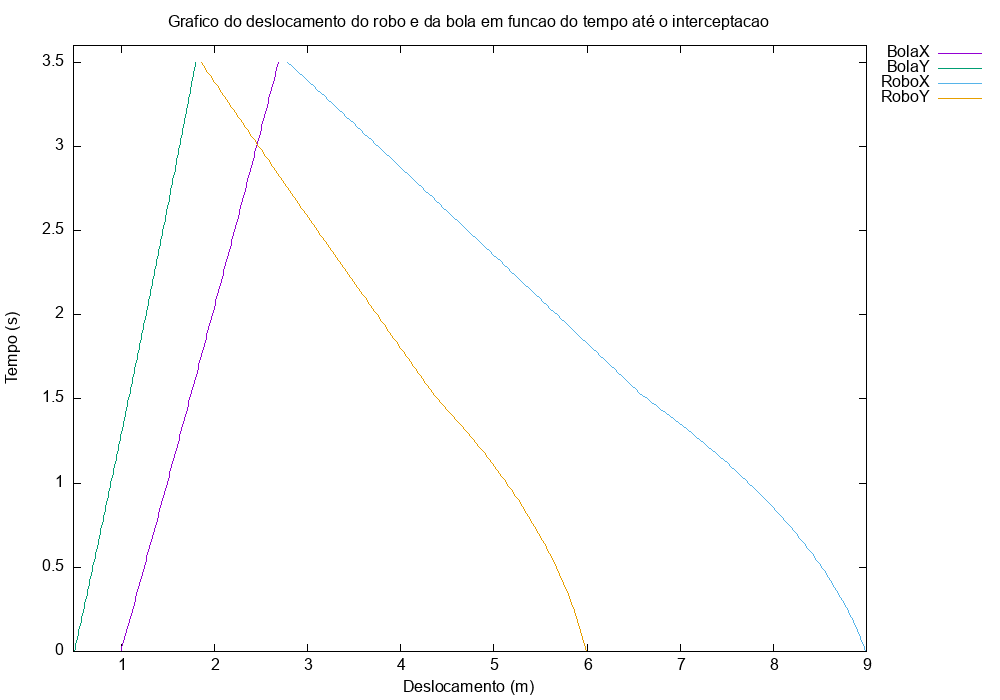 Grafico do deslocamento do robo e da bola em funcao do tempo até o interceptacao
BolaX
BolaY
RoboX
RoboY
3.5
3
2.5
2
1.5
1
0.5
0
Tempo (s)
1 2 3 4 5 6 7 8 9
Deslocamento (m)